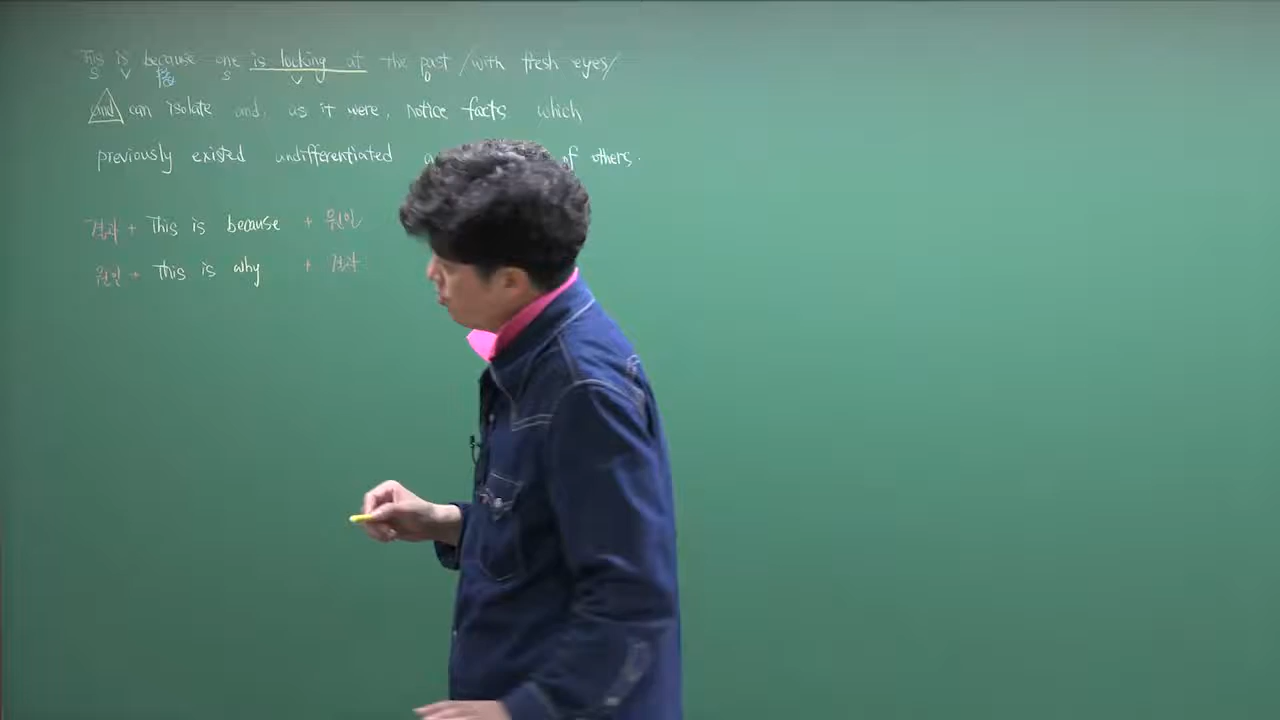 This is because one is looking at the past / with fresh eyes /
S V 접 S V V O
and can isolate and, as it were, notice facts which
previously existed undifferentiated a of others.
결과 + This is because + 원인
원인 + This is why + 결과